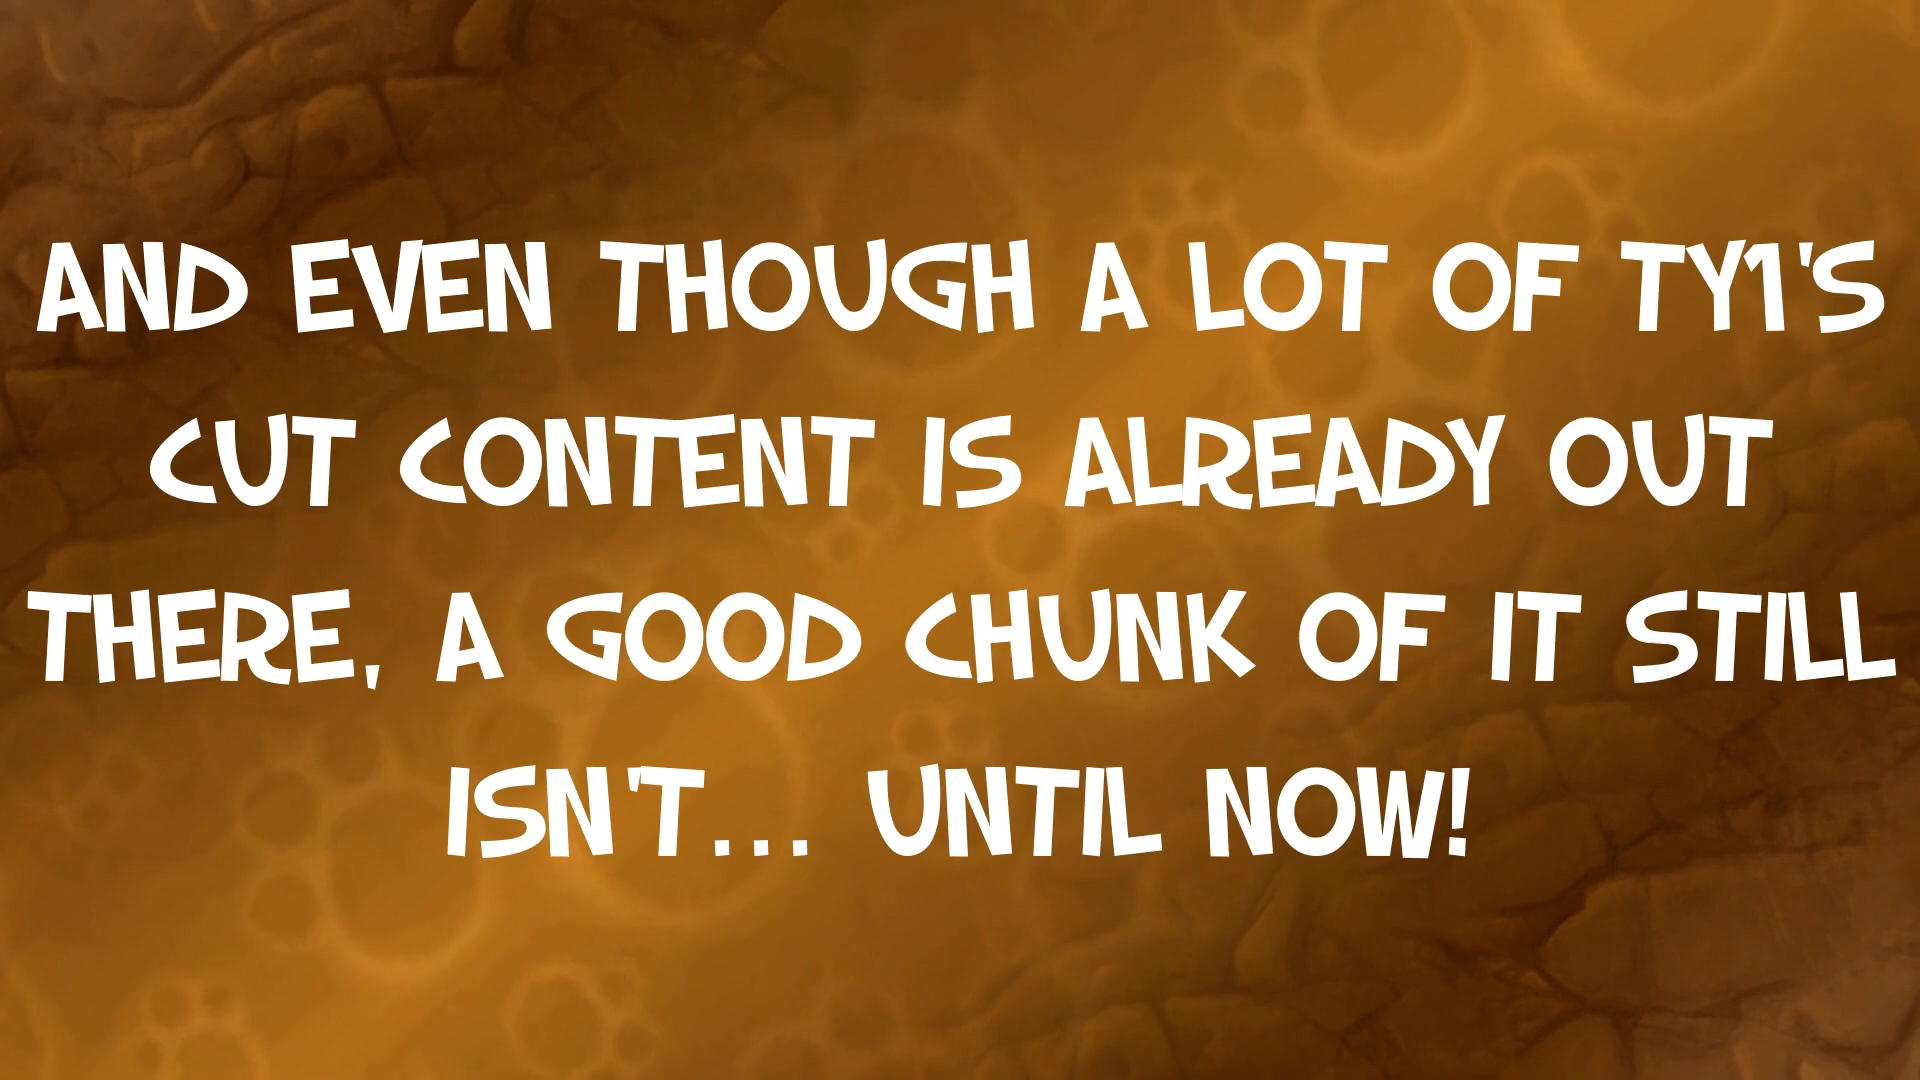 AND EVEN THOUGH A LOT OF TY1'S
CUT CONTENT IS ALREADY OUT
THERE, A GOOD CHUNK OF IT STILL
ISN'T... UNTIL NOW!